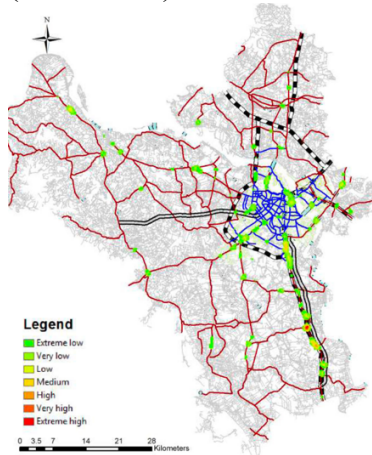 N
Legend
Extreme low
Very low
Low
Medium
High
Very high
Extreme high
0 3.5 7 14 21 28
Kilometers